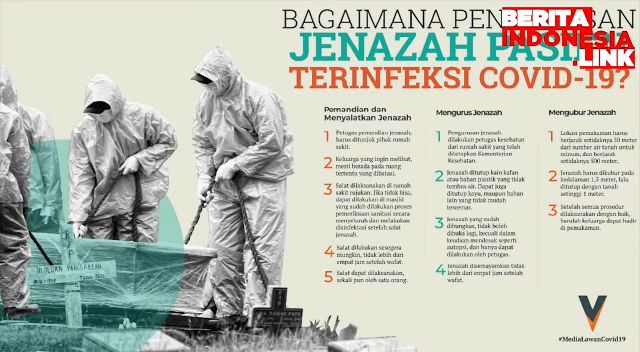 BAGAIMANA
JENAZAH
TERINFEKSI COVID-19?
BERITA
INDONESIA
.LINK
Pemandian dan
Menyalatkan Jenazah
1 Petugas pemandian jenazah,
harus ditunjuk pihak rumah
sakit.
2 Keluarga yang ingin melihat,
mesti berada pada ruang
tertentu yang dibatasi.
3 Salat dilaksanakan di rumah
sakit rujukan. Jika tidak bisa,
dapat dilakukan di masjid
yang sudah dilakukan proses
pemeriksaan sanitasi secara
menyeluruh dan melakukan
disinfektasi setelah salat
jenazah.
4 Salat dilakukan sesegera
mungkin, tidak lebih dari
empat jam setelah wafat.
5 Salat dapat dilaksanakan,
sekali pun oleh satu orang.
Mengurus Jenazah
1 Pengurusan jenazah
dilakukan petugas kesehatan
dari rumah sakit yang telah
ditetapkan Kementerian
Kesehatan.
2 Jenazah ditutup kain kafan
atau bahan plastik yang tidak
tembus air. Dapat juga
ditutup kayu, maupun bahan
lain yang tidak mudah
tercemar.
3 Jenazah yang sudah
dibungkus, tidak boleh
dibuka lagi, kecuali dalam
keadaan mendesak seperti
autopsi, dan hanya dapat
dilakukan oleh petugas.
4 Jenazah disemayamkan tidak
lebih dari empat jam setelah
wafat.
Mengubur Jenazah
1 Lokasi pemakaman harus
berjarak setidaknya 50 meter
dari sumber air tanah untuk
minum, dan berjarak
setidaknya 500 meter.
2 Jenazah harus dikubur pada
kedalaman 1,5 meter, lalu
ditutup dengan tanah
setinggi 1 meter.
3 Setelah semua prosedur
dilaksanakan dengan baik,
barulah keluarga dapat hadir
di pemakaman.
#MediaLawanCovid19